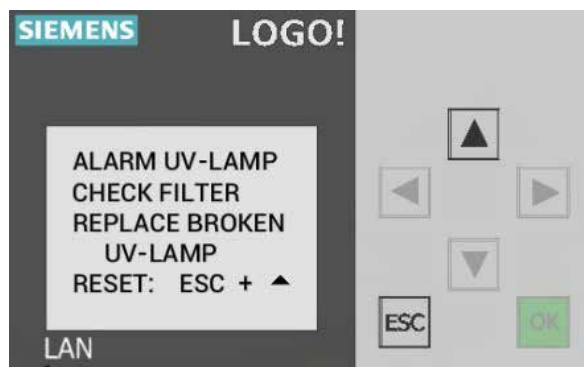 SIEMENS LOGO!
ALARM UV-LAMP
CHECK FILTER
REPLACE BROKEN
UV-LAMP
RESET: ESC + ▲
LAN
ESC
OK